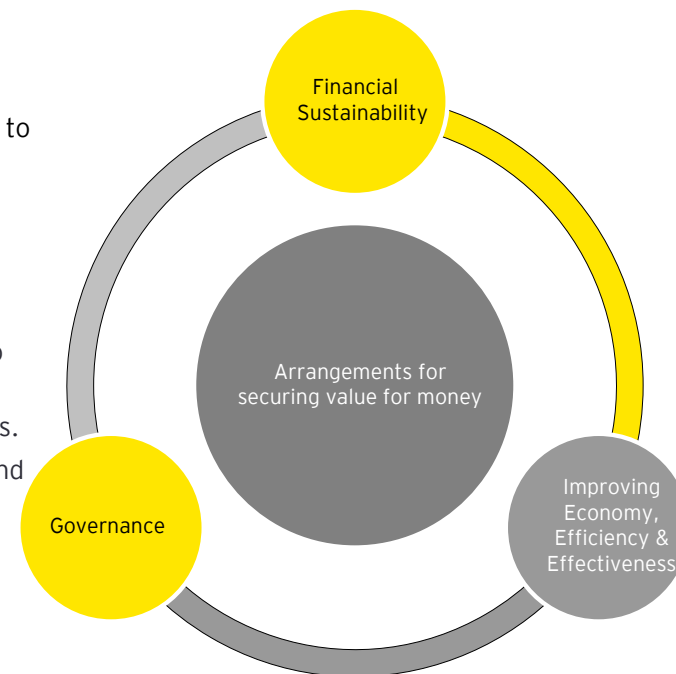 to
s.
nd
Financial
Sustainability
Arrangements for
securing value for money
Governance
Improving
Economy,
Efficiency &
Effectiveness